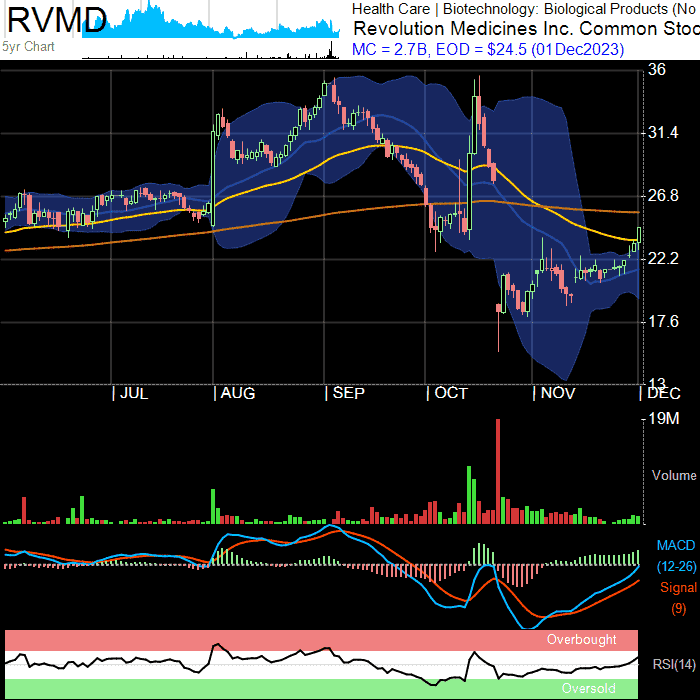 RVMD
5yr Chart
Health Care | Biotechnology: Biological Products (No
Revolution Medicines Inc. Common Stoc
MC = 2.7B, EOD = $24.5 (01Dec2023)
36
31.4
26.8
22.2
17.6
13
| JUL
| AUG
| SEP
| OCT
| NOV
| DEC
19M
Volume
MACD
(12-26)
Signal
(9)
Overbought
RSI(14)
Oversold